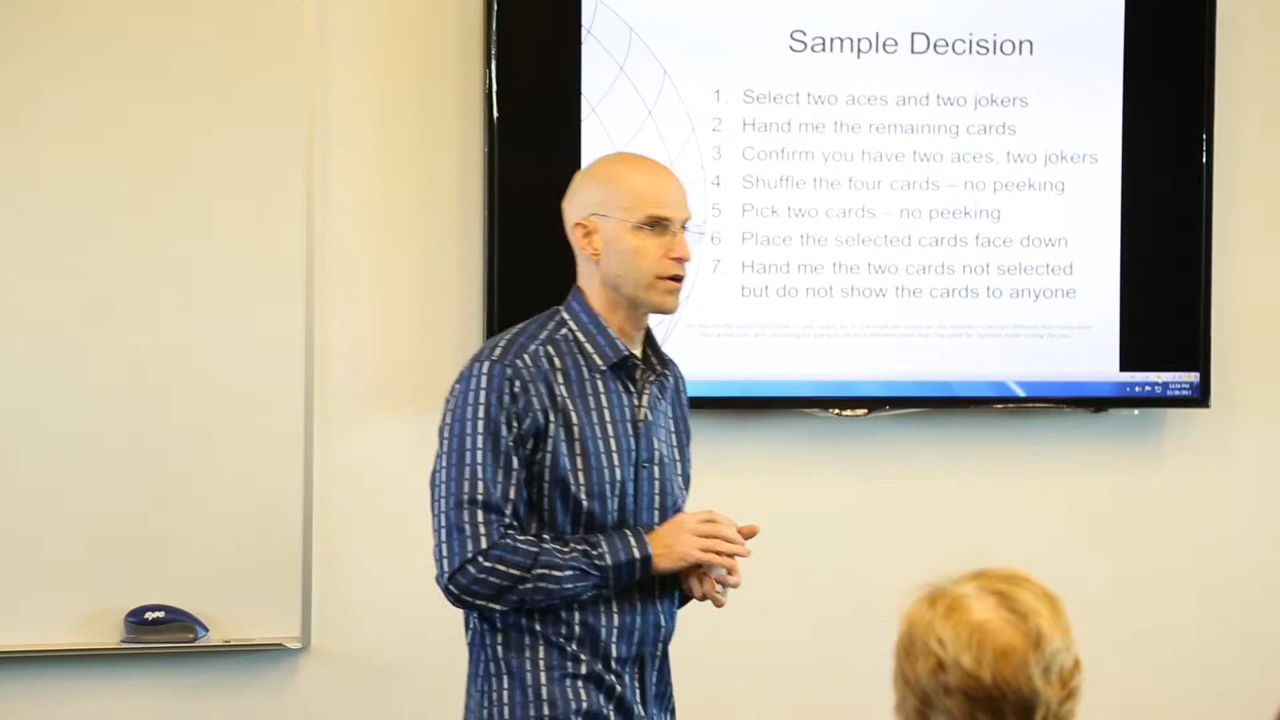 Sample Decision
1. Select two aces and two jokers
2. Hand me the remaining cards
3 Confirm you have two aces, two jokers
4. Shuffle the four cards – no peeking
5 Pick two cards – no peeking
6 Place the selected cards face down
7. Hand me the two cards not selected
but do not show the cards to anyone
EXPO